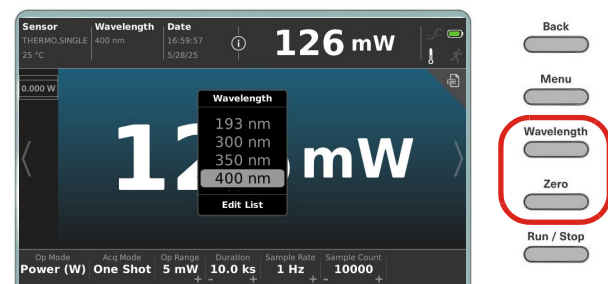 Sensor
THERMO,SINGLE
25 °C
Wavelength
400 nm
Date
16:59:57
5/28/25
126 mW
0.000 W
mW
Wavelength
193 nm
300 nm
350 nm
400 nm
Edit List
Op Mode
Power (W)
Acq Mode
One Shot
Op Range
5 mW
+
Duration
10.0 ks
- +
Sample Rate
1 Hz
+
Sample Count
10000
- +
Back
Menu
Wavelength
Zero
Run / Stop